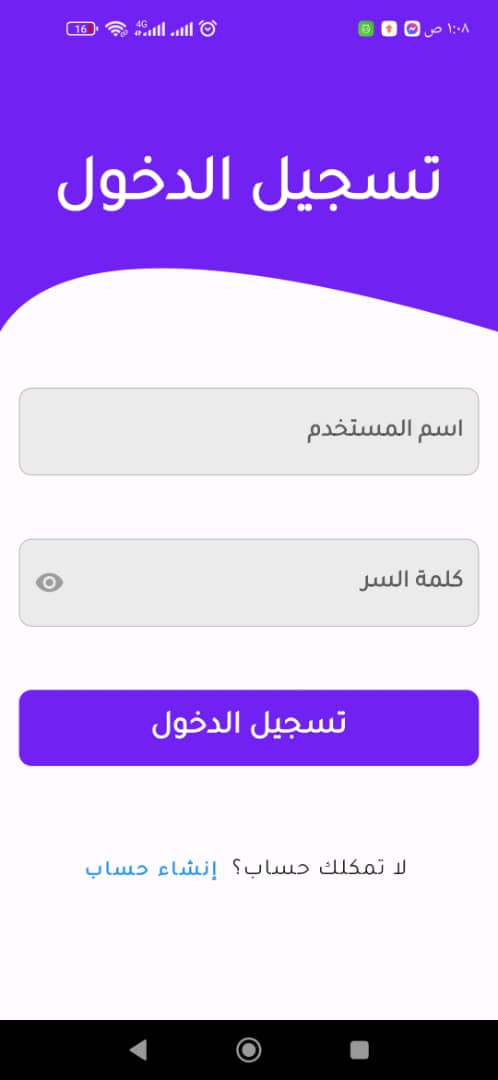 ١:٠٨ ص
4G
16
تسجيل الدخول
اسم المستخدم
كلمة السر
تسجيل الدخول
لا تمكلك حساب؟ إنشاء حساب